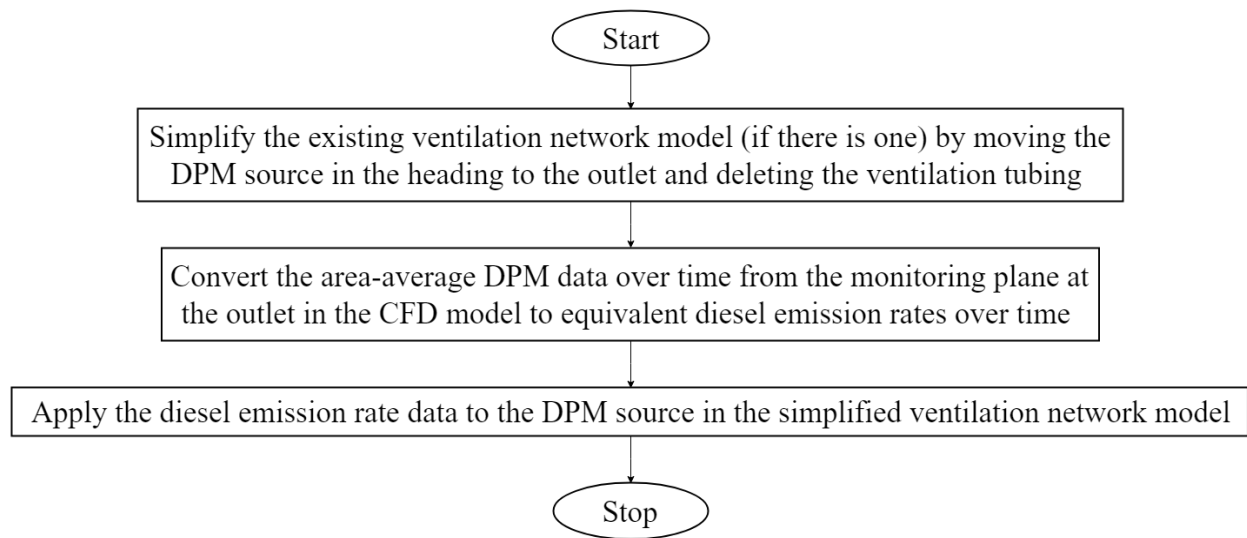 Start
Simplify the existing ventilation network model (if there is one) by moving the
DPM source in the heading to the outlet and deleting the ventilation tubing
Convert the area-average DPM data over time from the monitoring plane at
the outlet in the CFD model to equivalent diesel emission rates over time
Apply the diesel emission rate data to the DPM source in the simplified ventilation network model
Stop